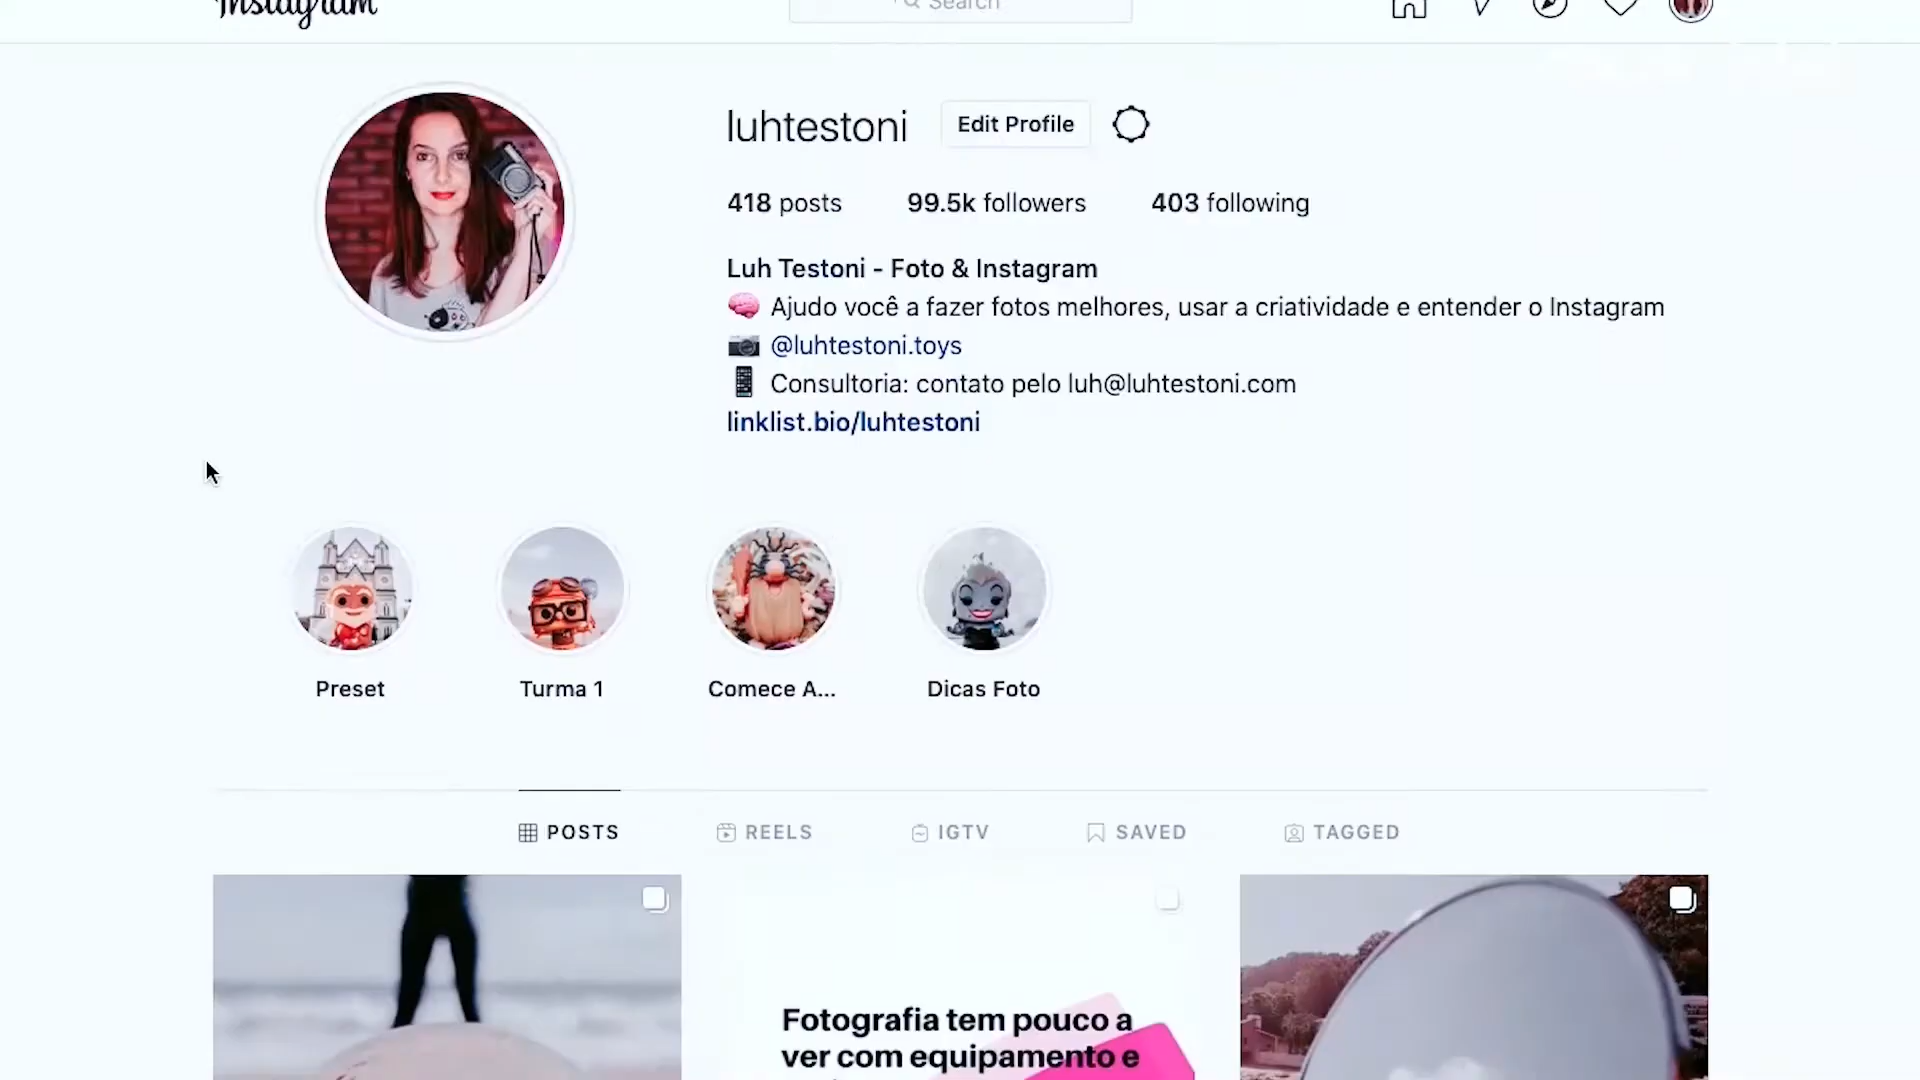 Instagram
Search
luhtestoni
Edit Profile
418 posts 99.5k followers 403 following
Luh Testoni - Foto & Instagram
🧠 Ajudo você a fazer fotos melhores, usar a criatividade e entender o Instagram
📷 @luhtestoni.toys
📱 Consultoria: contato pelo luh@luhtestoni.com
linklist.bio/luhtestoni
Preset
Turma 1
Comece A...
Dicas Foto
POSTS
REELS
IGTV
SAVED
TAGGED
Fotografia tem pouco a
ver com equipamento e